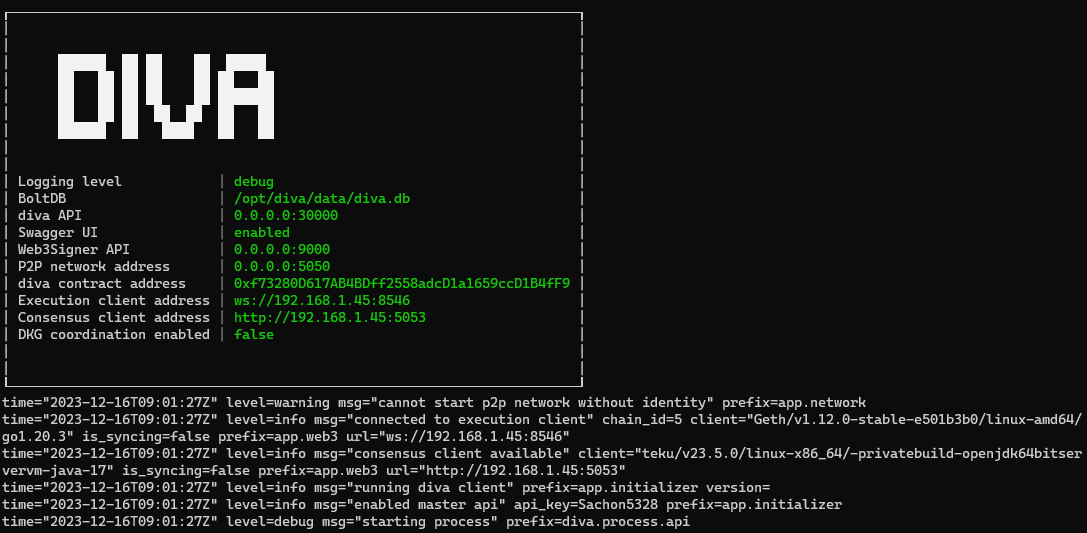 DIVA
Logging level | debug
BoltDB | /opt/diva/data/diva.db
diva API | 0.0.0.0:30000
Swagger UI | enabled
Web3Signer API | 0.0.0.0:9000
P2P network address | 0.0.0.0:5050
diva contract address | 0xf73280D617AB4BDff2558adcD1a1659ccD1B4fF9
Execution client address | ws://192.168.1.45:8546
Consensus client address | http://192.168.1.45:5053
DKG coordination enabled | false
time="2023-12-16T09:01:27Z" level=warning msg="cannot start p2p network without identity" prefix=app.network
time="2023-12-16T09:01:27Z" level=info msg="connected to execution client" chain_id=5 client="Geth/v1.12.0-stable-e501b3b0/linux-amd64/
go1.20.3" is_syncing=false prefix=app.web3 url="ws://192.168.1.45:8546"
time="2023-12-16T09:01:27Z" level=info msg="consensus client available" client="teku/v23.5.0/linux-x86_64/-privatebuild-openjdk64bitser
vervm-java-17" is_syncing=false prefix=app.web3 url="http://192.168.1.45:5053"
time="2023-12-16T09:01:27Z" level=info msg="running diva client" prefix=app.initializer version=
time="2023-12-16T09:01:27Z" level=info msg="enabled master api" api_key=Sachon5328 prefix=app.initializer
time="2023-12-16T09:01:27Z" level=debug msg="starting process" prefix=diva.process.api